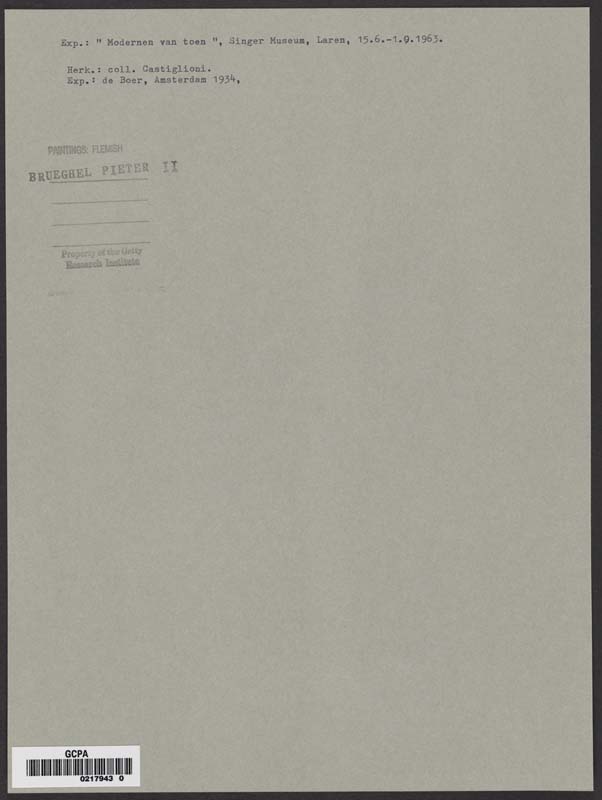 Exp.: " Modernen van toen ", Singer Museum, Laren, 15.6.-1.9.1963.
Herk.: coll. Castiglioni.
Exp.: de Boer, Amsterdam 1934,
PAINTINGS: FLEMISH
BRUEGHEL PIETER II
Property of the Getty
Research Institute
GCPA
0217943 0